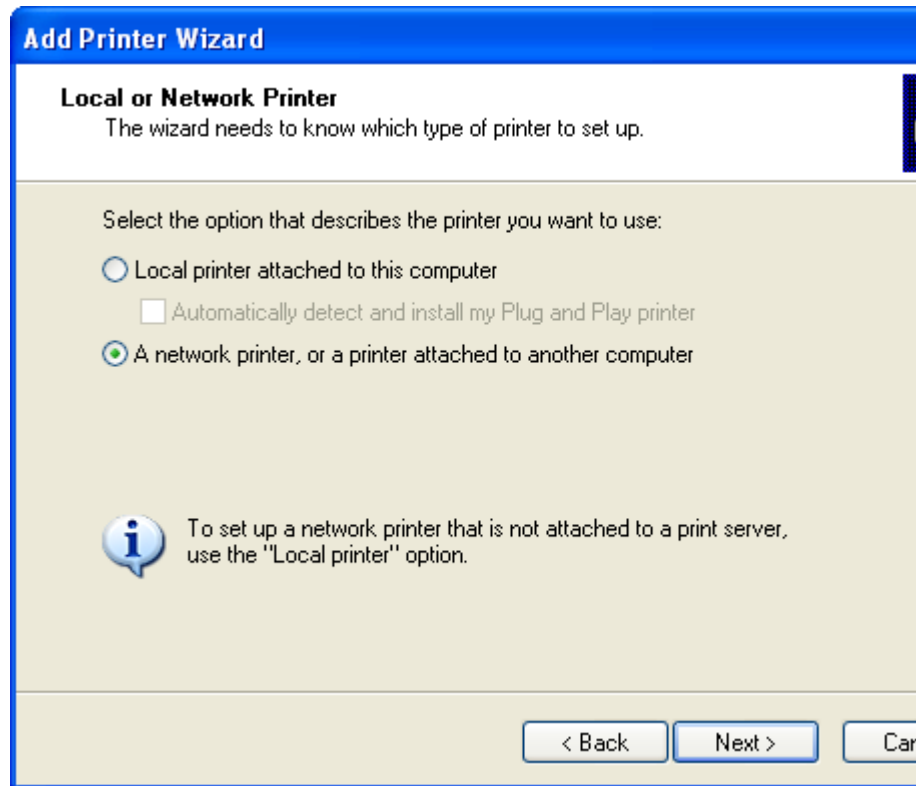 Add Printer Wizard
Local or Network Printer
The wizard needs to know which type of printer to set up.
Select the option that describes the printer you want to use:
Local printer attached to this computer
Automatically detect and install my Plug and Play printer
A network printer, or a printer attached to another computer
To set up a network printer that is not attached to a print server,
use the "Local printer" option.
< Back Next >